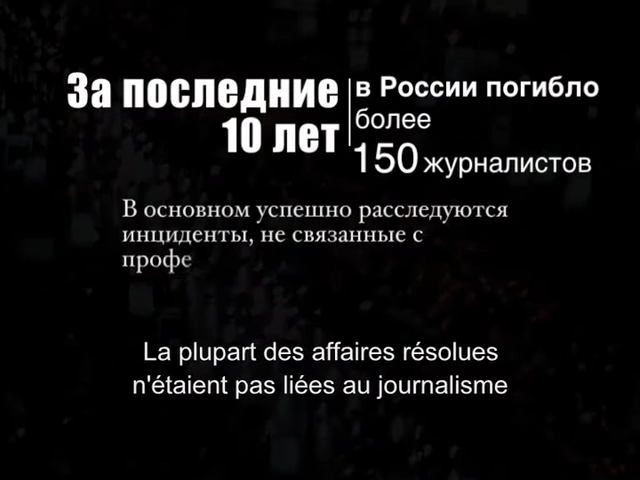 За последние
10 лет
в России погибло
более
150 журналистов
В основном успешно расследуются
инциденты, не связанные с
профе
La plupart des affaires résolues
n'étaient pas liées au journalisme